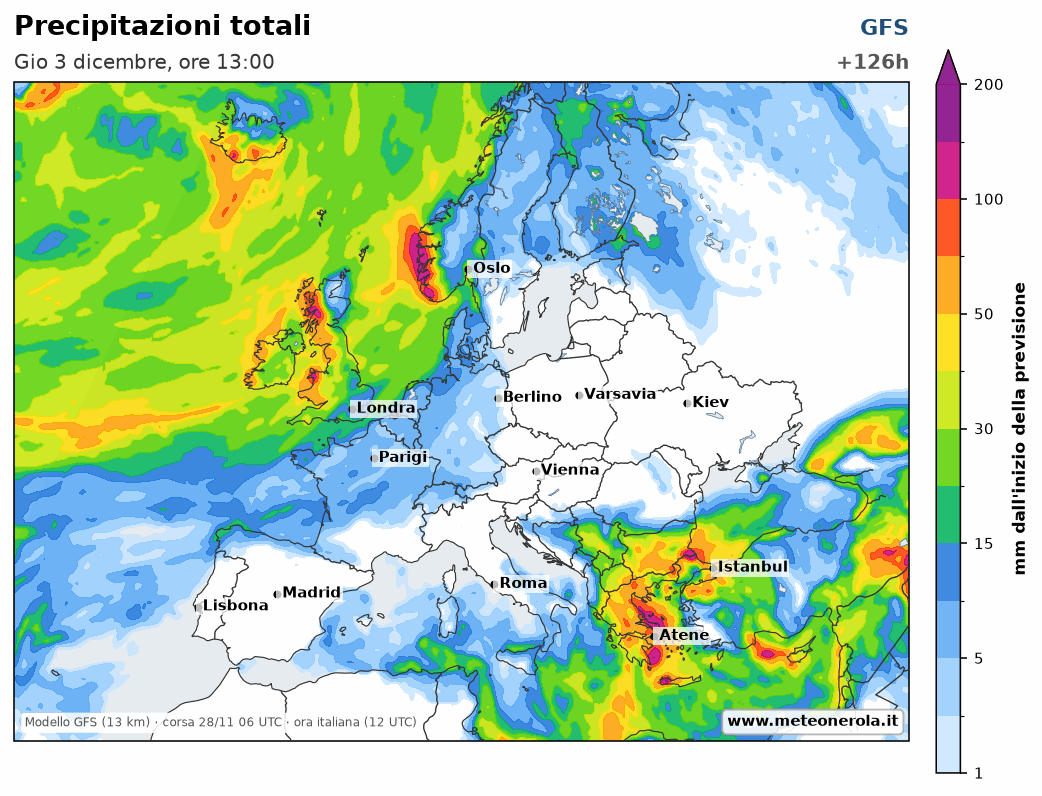 Precipitazioni totali
GFS
Gio 3 dicembre, ore 13:00
+126h
200
100
50
30
15
5
1
mm dall'inizio della previsione
Oslo
Londra
Berlino
Varsavia
Kiev
Parigi
Vienna
Istanbul
Roma
Madrid
Lisbona
Atene
Modello GFS (13 km) · corsa 28/11 06 UTC · ora italiana (12 UTC)
www.meteonerola.it